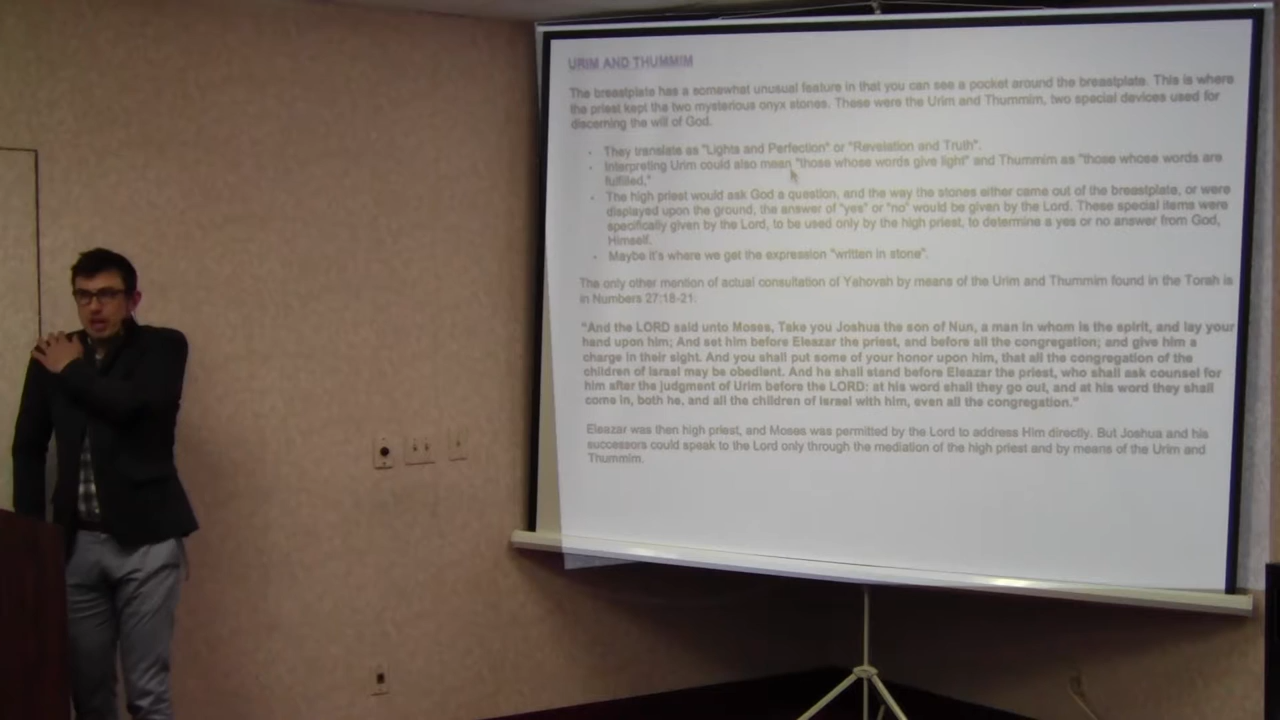 URIM AND THUMMIM
The breastplate has a somewhat unusual feature in that you can see a pocket around the breastplate. This is where
the priest kept the two mysterious onyx stones. These were the Urim and Thummim, two special devices used for
discerning the will of God.
• They translate as "Lights and Perfection" or "Revelation and Truth".
• Interpreting Urim could also mean "those whose words give light" and Thummim as "those whose words are
fulfilled,"
• The high priest would ask God a question, and the way the stones either came out of the breastplate, or were
displayed upon the ground, the answer of "yes" or "no" would be given by the Lord. These special items were
specifically given by the Lord, to be used only by the high priest, to determine a yes or no answer from God,
Himself.
• Maybe it's where we get the expression "written in stone".
The only other mention of actual consultation of Yahovah by means of the Urim and Thummim found in the Torah is
in Numbers 27:18-21:
"And the LORD said unto Moses, Take you Joshua the son of Nun, a man in whom is the spirit, and lay your
hand upon him; And set him before Eleazar the priest, and before all the congregation; and give him a
charge in their sight. And you shall put some of your honor upon him, that all the congregation of the
children of Israel may be obedient. And he shall stand before Eleazar the priest, who shall ask counsel for
him after the judgment of Urim before the LORD: at his word shall they go out, and at his word they shall
come in, both he, and all the children of Israel with him, even all the congregation."
Eleazar was then high priest, and Moses was permitted by the Lord to address Him directly. But Joshua and his
successors could speak to the Lord only through the mediation of the high priest and by means of the Urim and
Thummim.